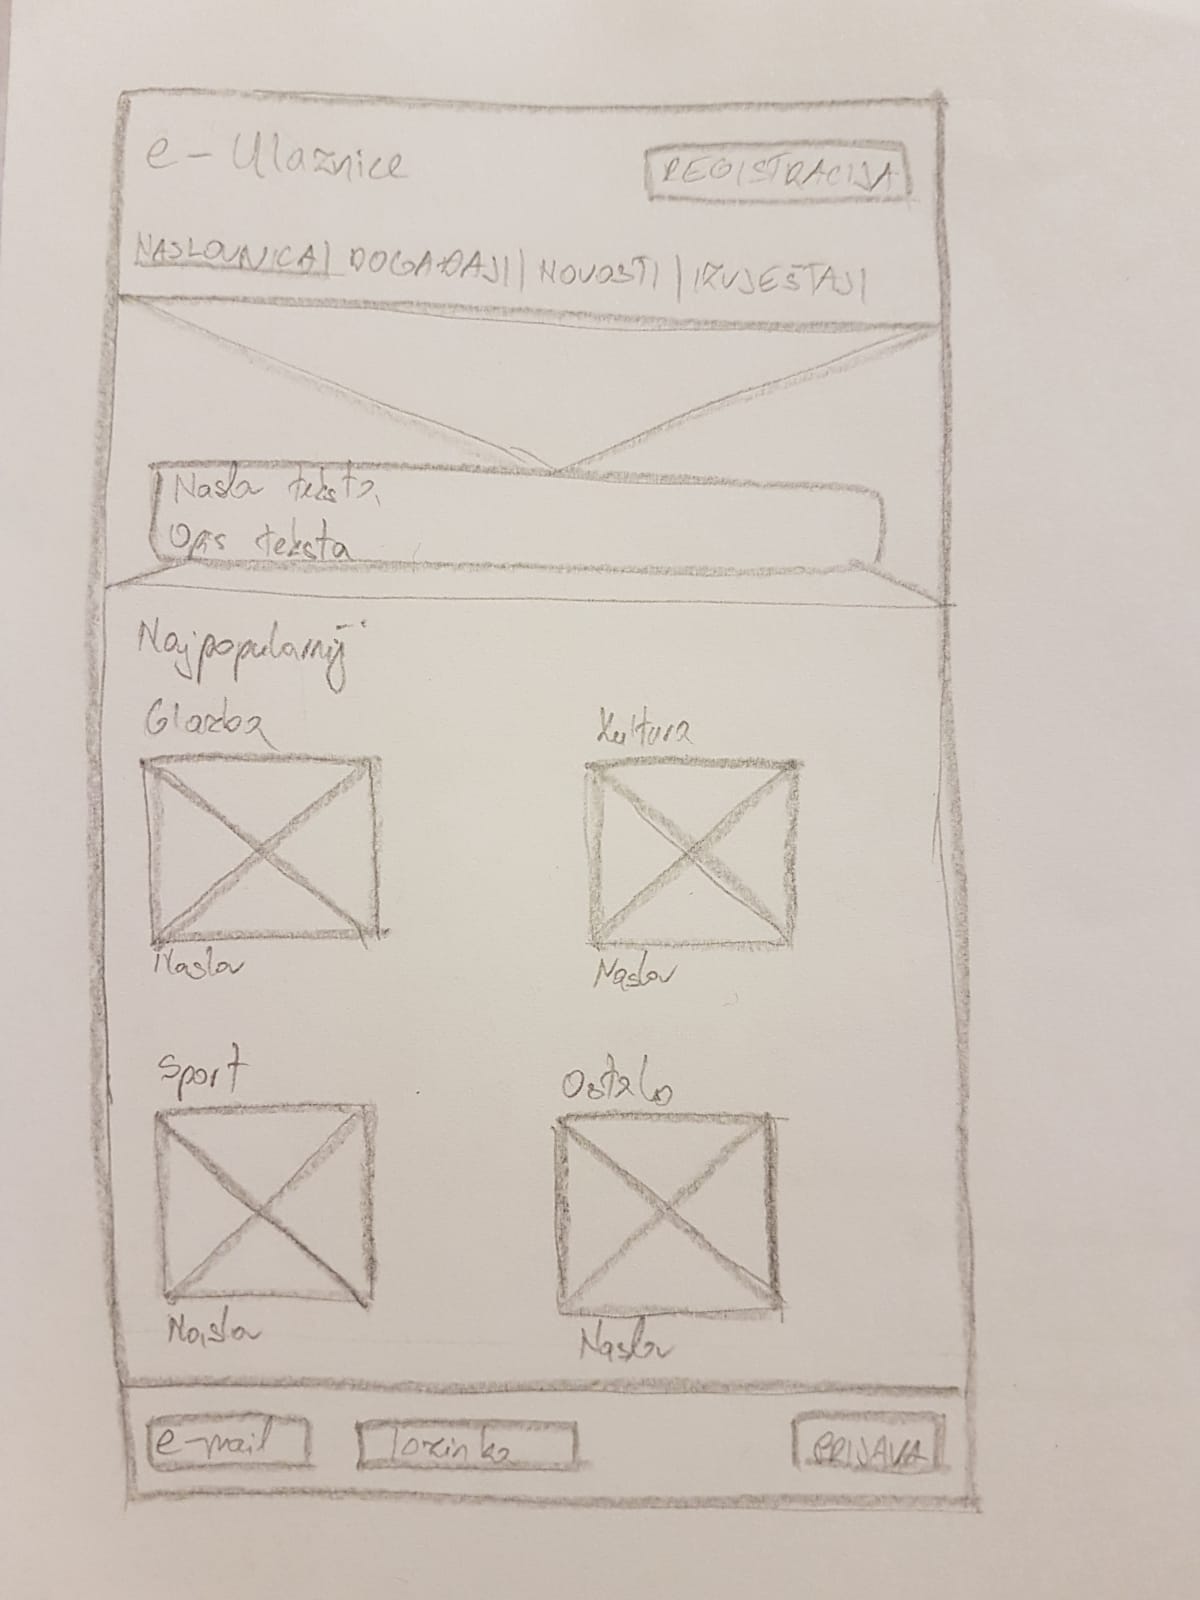 e-Ulaznice
REGISTRACIJA
NASLOVNICA | DOGAĐAJI | NOVOSTI | IZVJEŠTAJI
Naslov teksta
Opis teksta
Najpopularniji
Glazba
Kultura
Naslov
Naslov
Sport
Ostalo
Naslov
Naslov
e-mail
lozinka
PRIJAVA